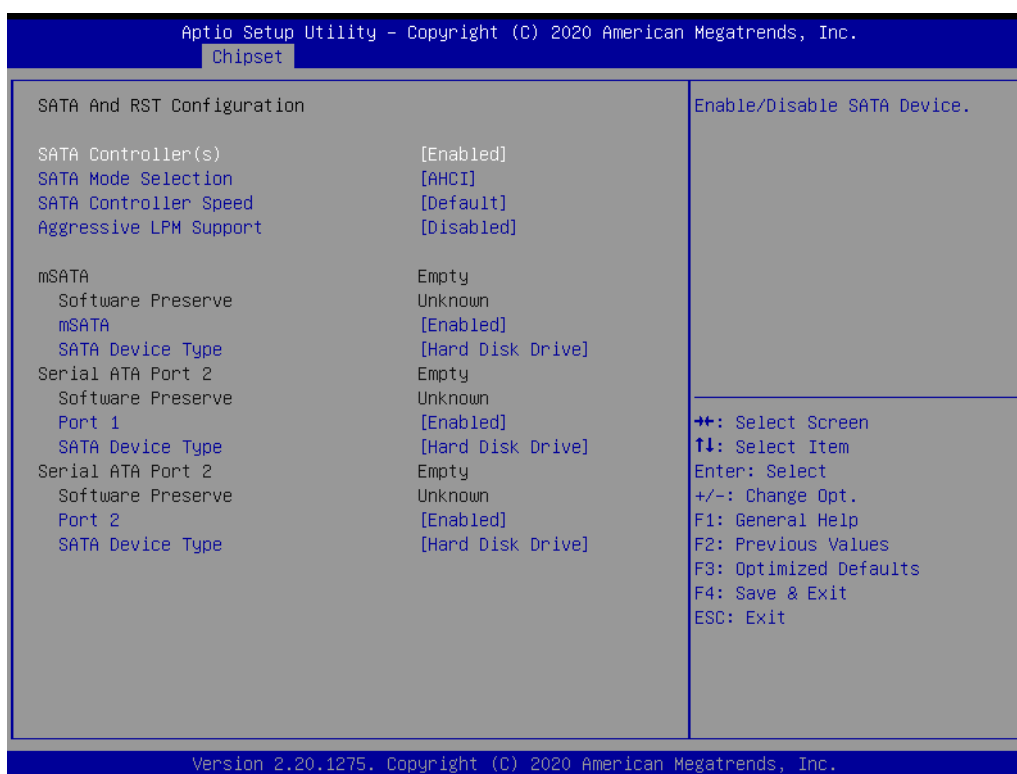 Aptio Setup Utility – Copyright (C) 2020 American Megatrends, Inc.
Chipset
SATA And RST Configuration
SATA Controller(s) [Enabled]
SATA Mode Selection [AHCI]
SATA Controller Speed [Default]
Aggressive LPM Support [Disabled]
mSATA Empty
Software Preserve Unknown
mSATA [Enabled]
SATA Device Type [Hard Disk Drive]
Serial ATA Port 2 Empty
Software Preserve Unknown
Port 1 [Enabled]
SATA Device Type [Hard Disk Drive]
Serial ATA Port 2 Empty
Software Preserve Unknown
Port 2 [Enabled]
SATA Device Type [Hard Disk Drive]
Enable/Disable SATA Device.
→←: Select Screen
↑↓: Select Item
Enter: Select
+/-: Change Opt.
F1: General Help
F2: Previous Values
F3: Optimized Defaults
F4: Save & Exit
ESC: Exit
Version 2.20.1275. Copyright (C) 2020 American Megatrends, Inc.